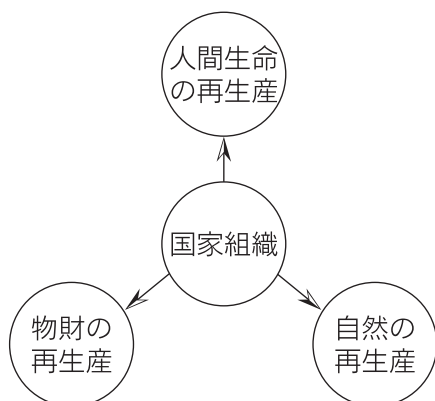 人間生命
の再生産
国家組織
物財の
再生産
自然の
再生産